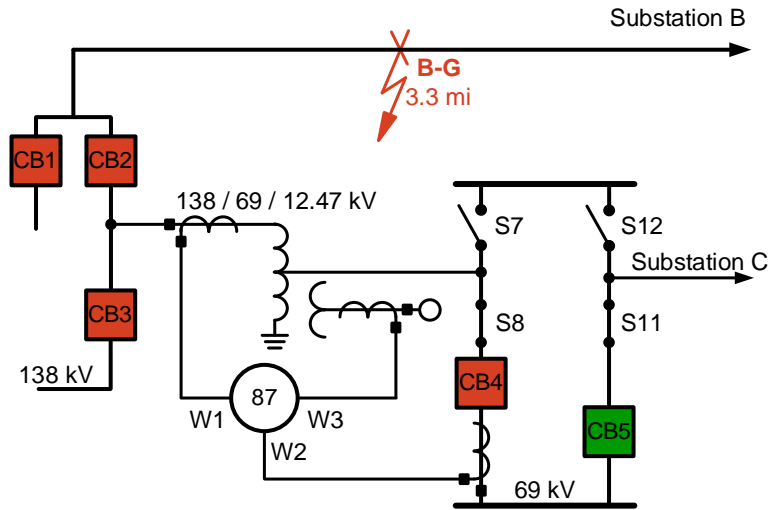 Substation B
B-G
3.3 mi
CB1
CB2
138 / 69 / 12.47 kV
S7
S12
Substation C
CB3
S8
S11
138 kV
87
CB4
W1
W3
CB5
W2
69 kV